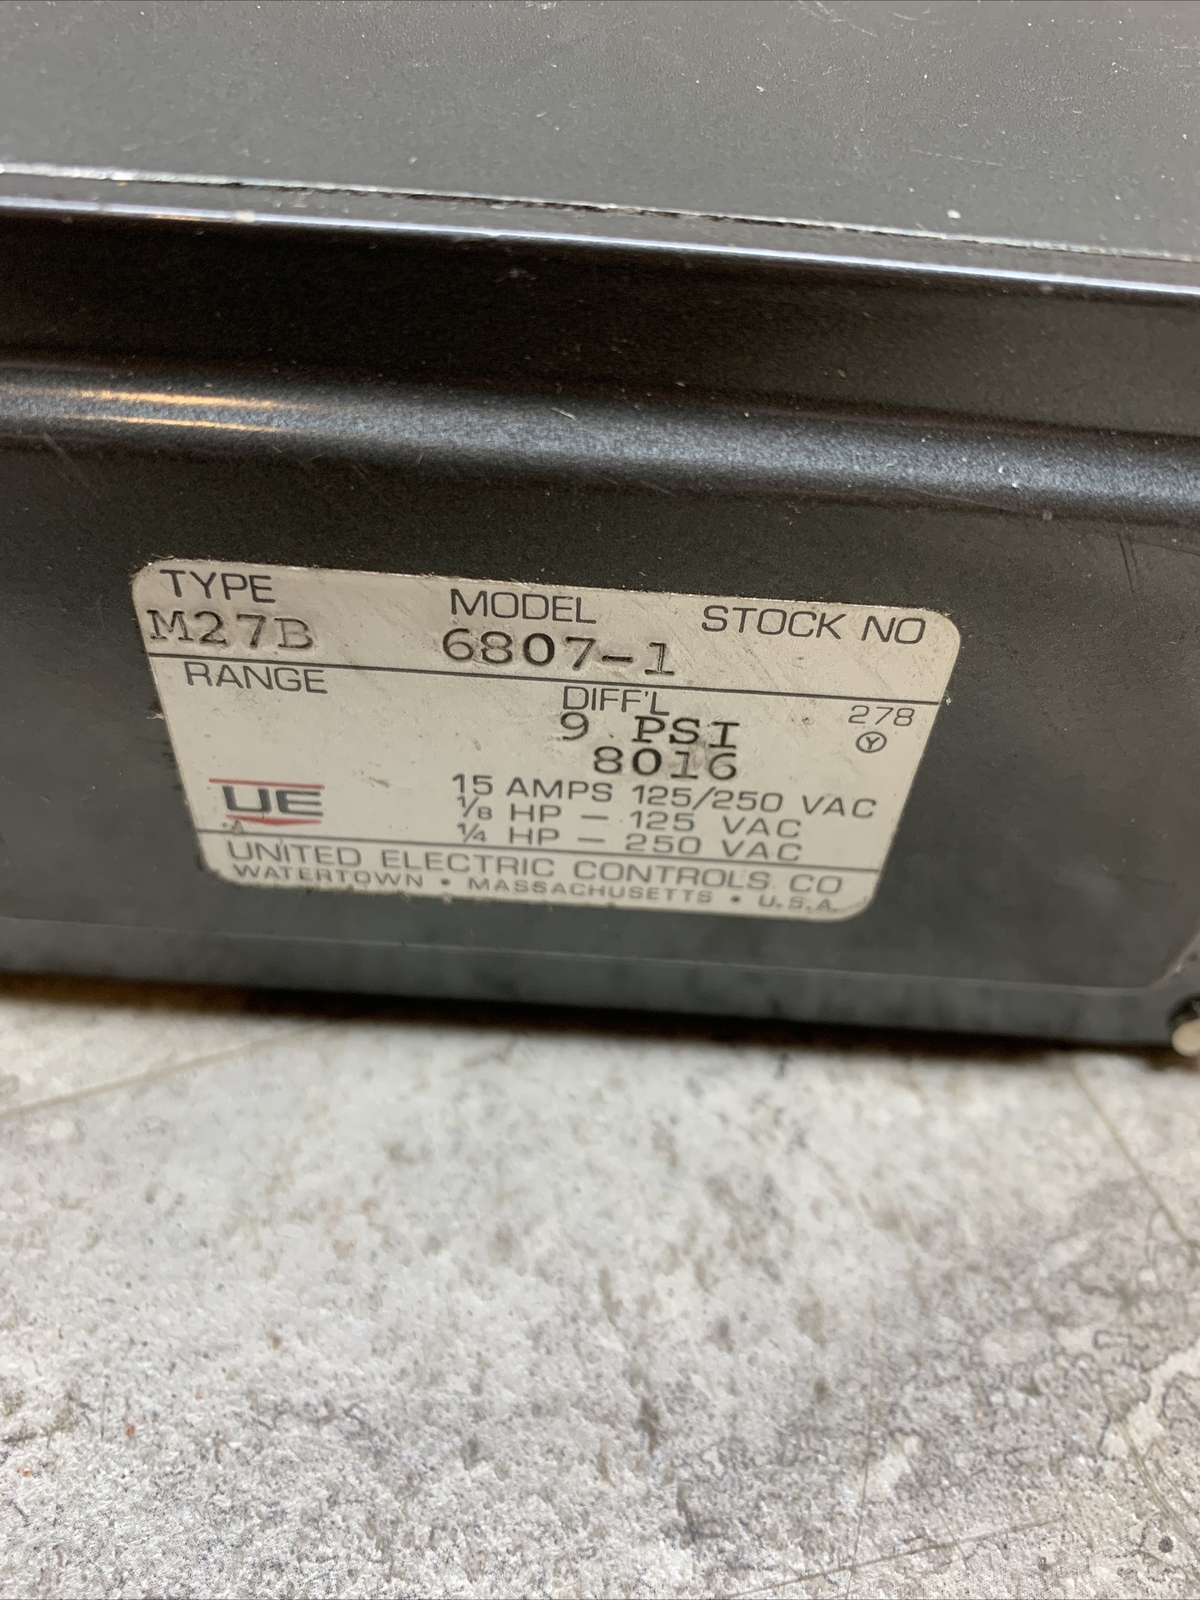 TYPE MODEL STOCK NO
M27B 6807-1
RANGE DIFF'L 278
9 PSI Y
8016
UE 15 AMPS 125/250 VAC
1/8 HP - 125 VAC
1/4 HP - 250 VAC
UNITED ELECTRIC CONTROLS CO
WATERTOWN • MASSACHUSETTS • U.S.A.